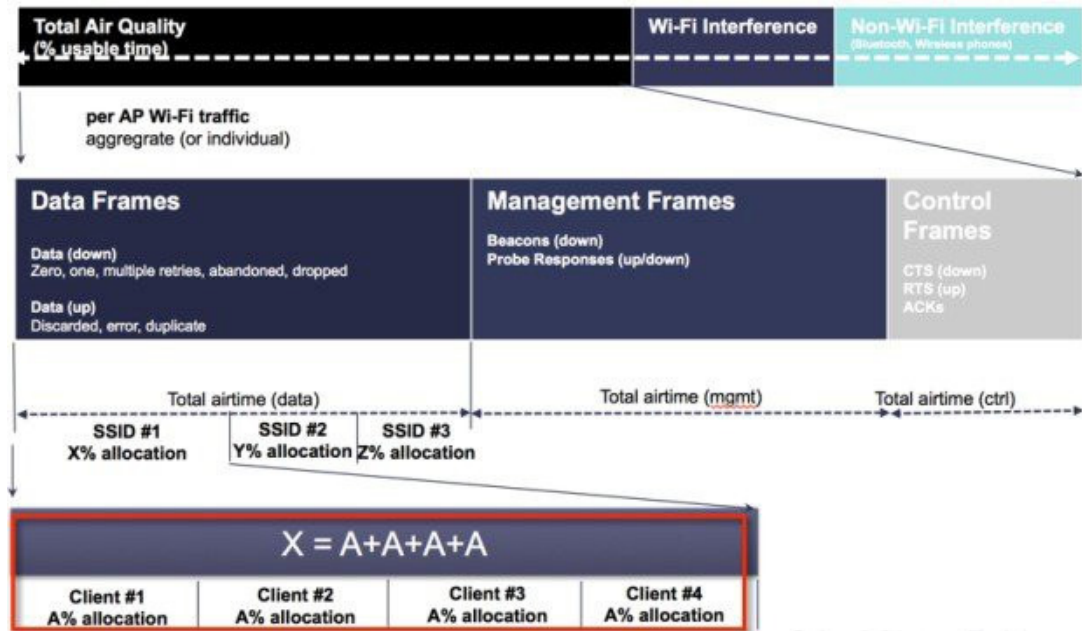 Total Air Quality
(% usable time)
Wi-Fi Interference
Non-Wi-Fi Interference
(Bluetooth, Wireless phones)
per AP Wi-Fi traffic
aggregrate (or individual)
Data Frames
Data (down)
Zero, one, multiple retries, abandoned, dropped
Data (up)
Discarded, error, duplicate
Management Frames
Beacons (down)
Probe Responses (up/down)
Control
Frames
CTS (down)
RTS (up)
ACKs
Total airtime (data)
Total airtime (mgmt)
Total airtime (ctrl)
SSID #1
X% allocation
SSID #2
Y% allocation
SSID #3
Z% allocation
X = A+A+A+A
Client #1
A% allocation
Client #2
A% allocation
Client #3
A% allocation
Client #4
A% allocation